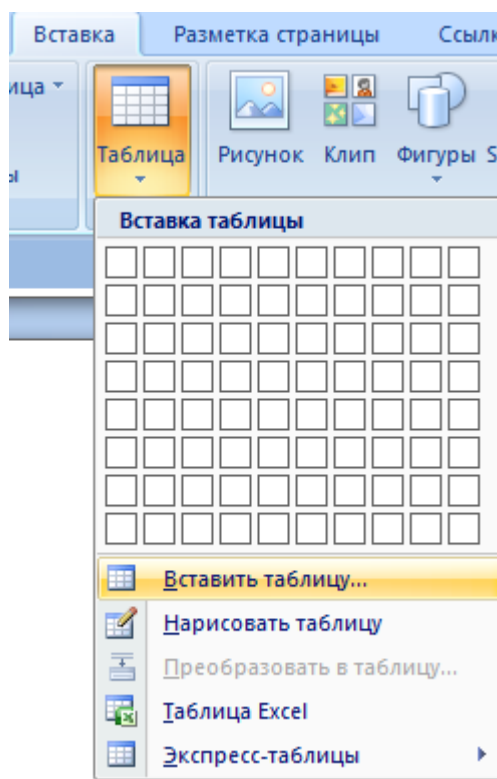 Вставка Разметка страницы Ссылк
ица
Таблица Рисунок Клип Фигуры S
ы
Вставка таблицы
Вставить таблицу...
Нарисовать таблицу
Преобразовать в таблицу...
Таблица Excel
Экспресс-таблицы